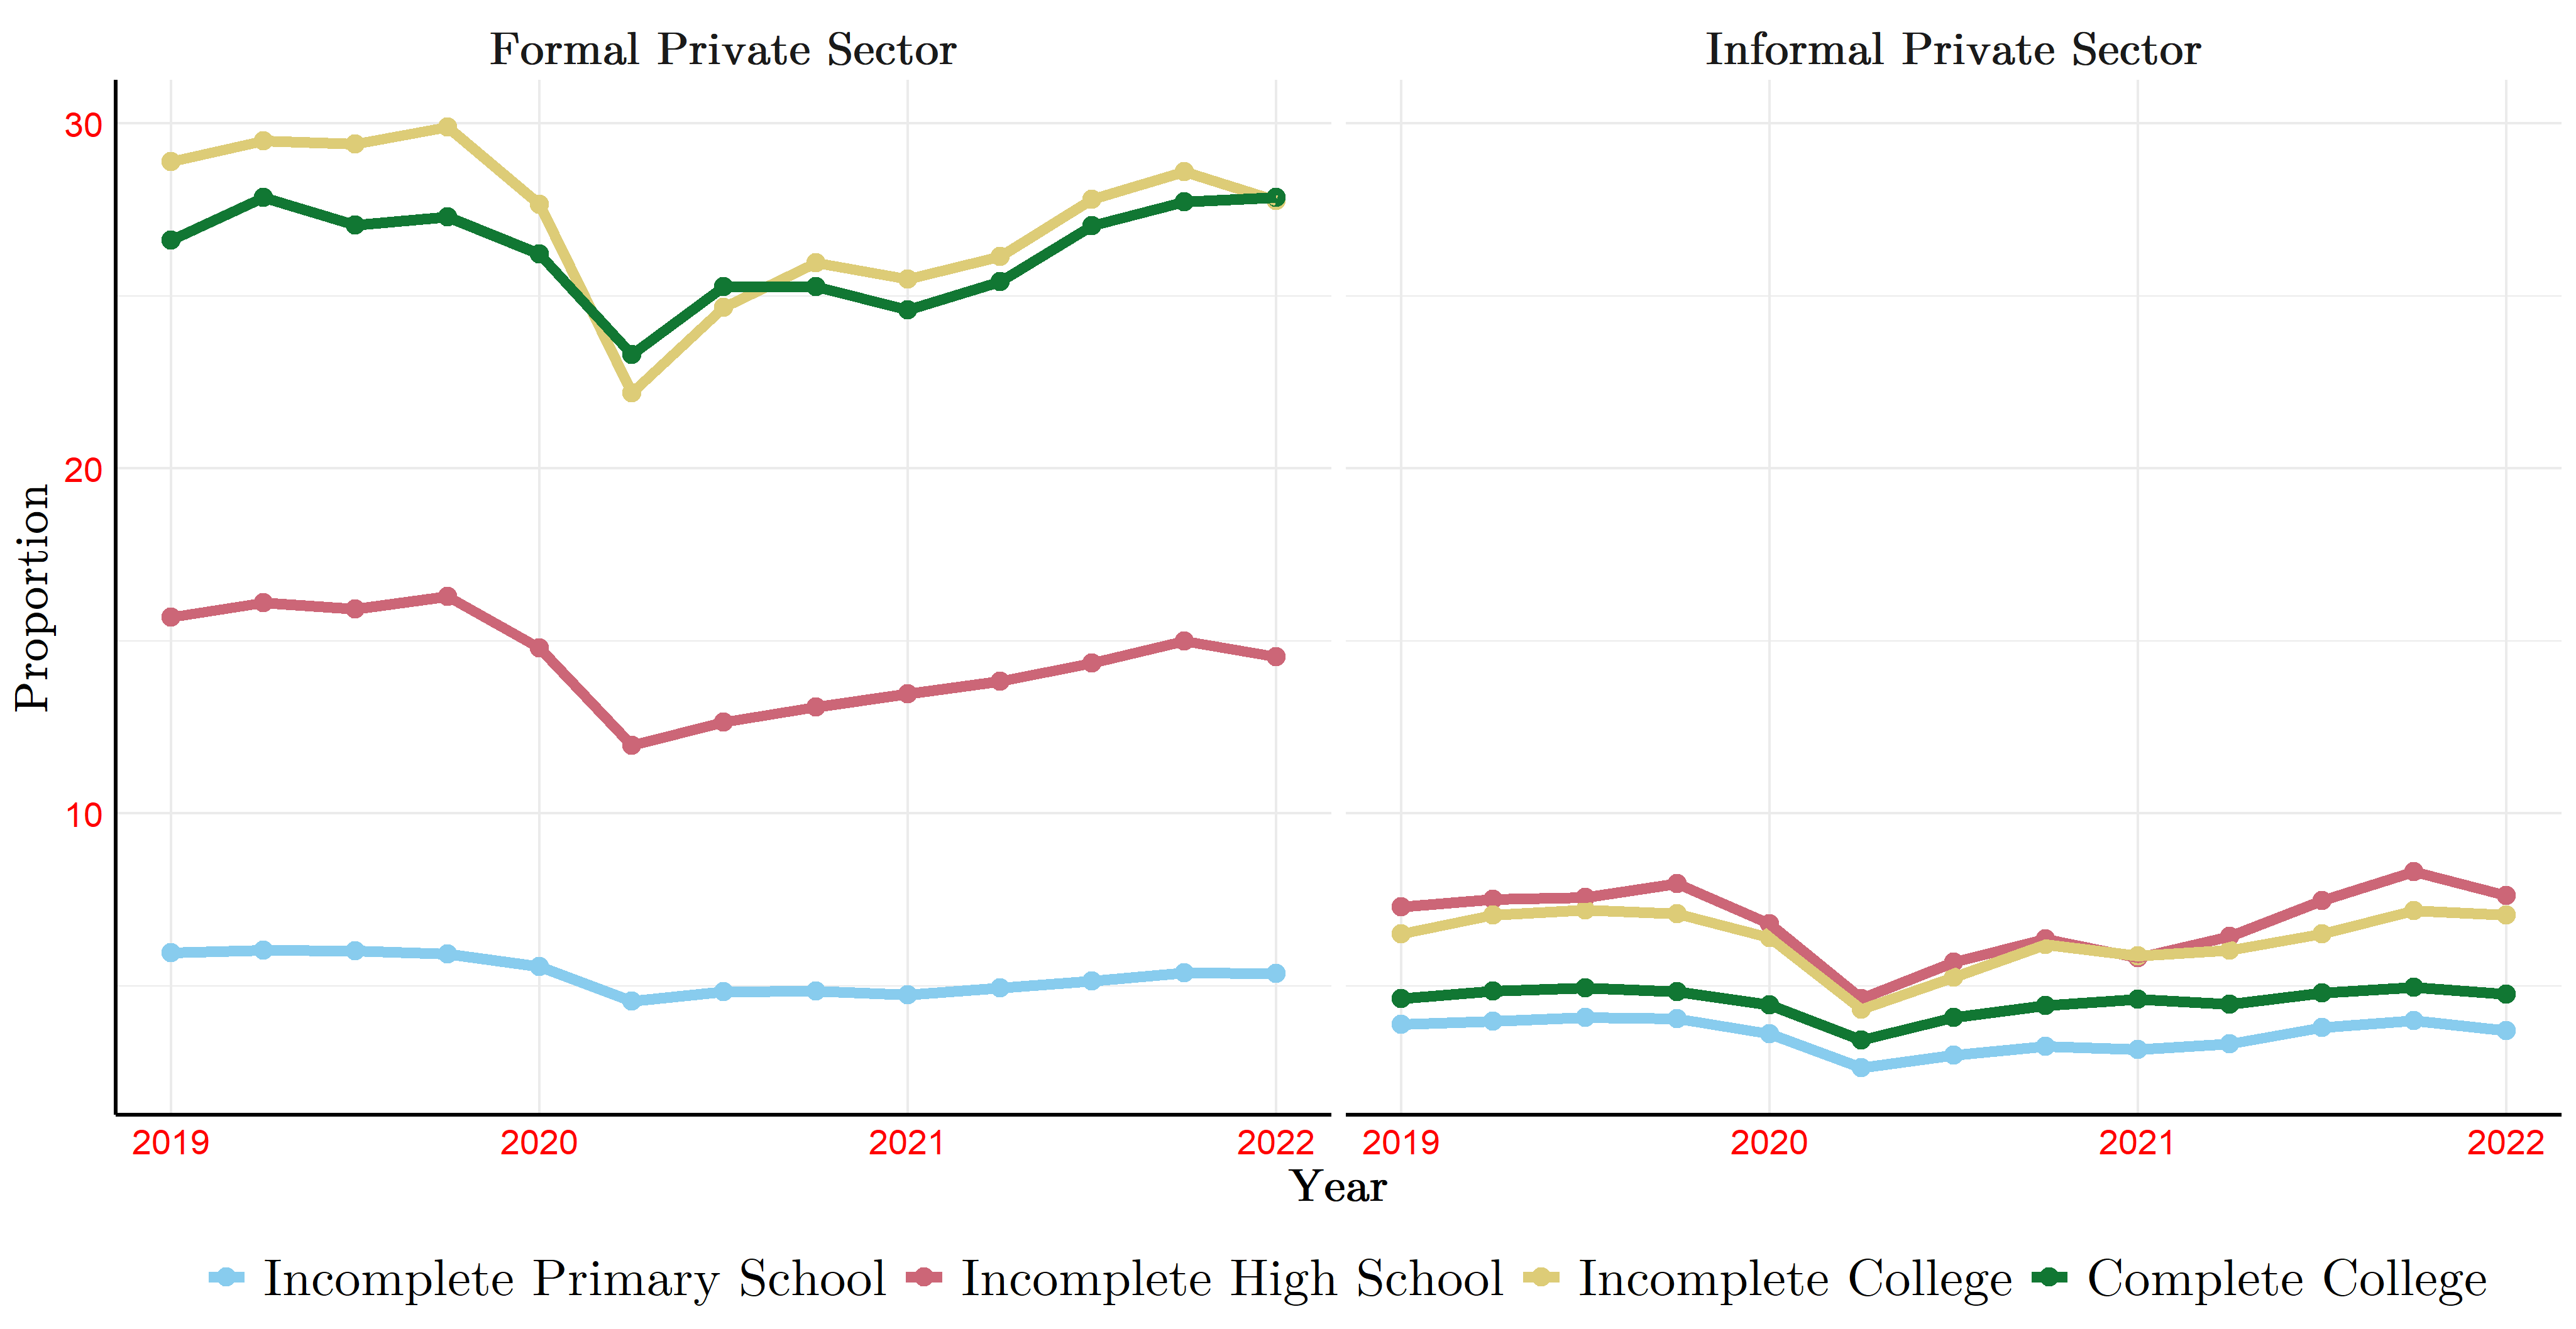 Formal Private Sector Informal Private Sector
30
20
10
Proportion
2019 2020 2021 2022 2019 2020 2021 2022
Year
Incomplete Primary School Incomplete High School Incomplete College Complete College